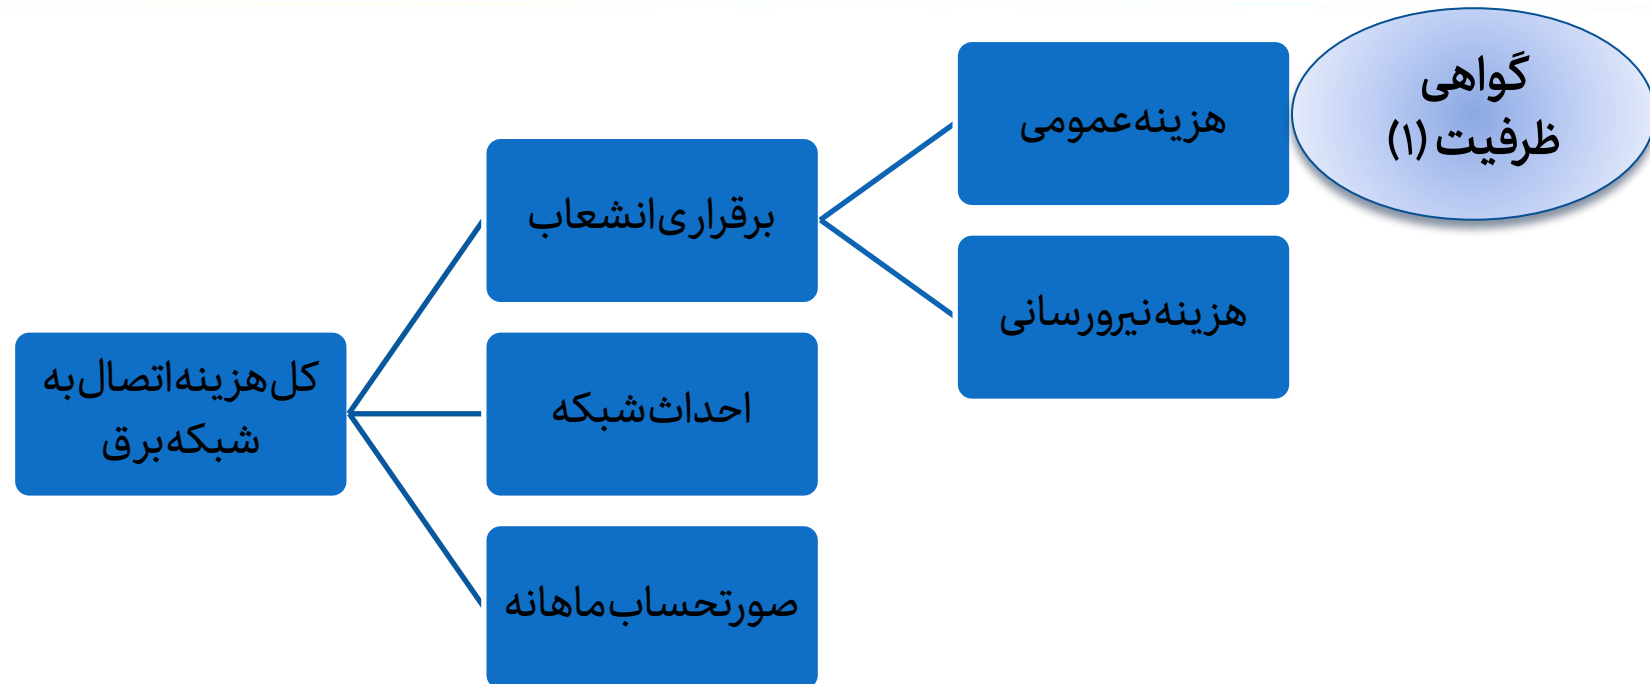 گواهی
ظرفیت (۱)
هزینه عمومی
برقراری انشعاب
هزینه نیرورسانی
کل هزینه اتصال به
شبکه برق
احداث شبکه
صورتحساب ماهانه